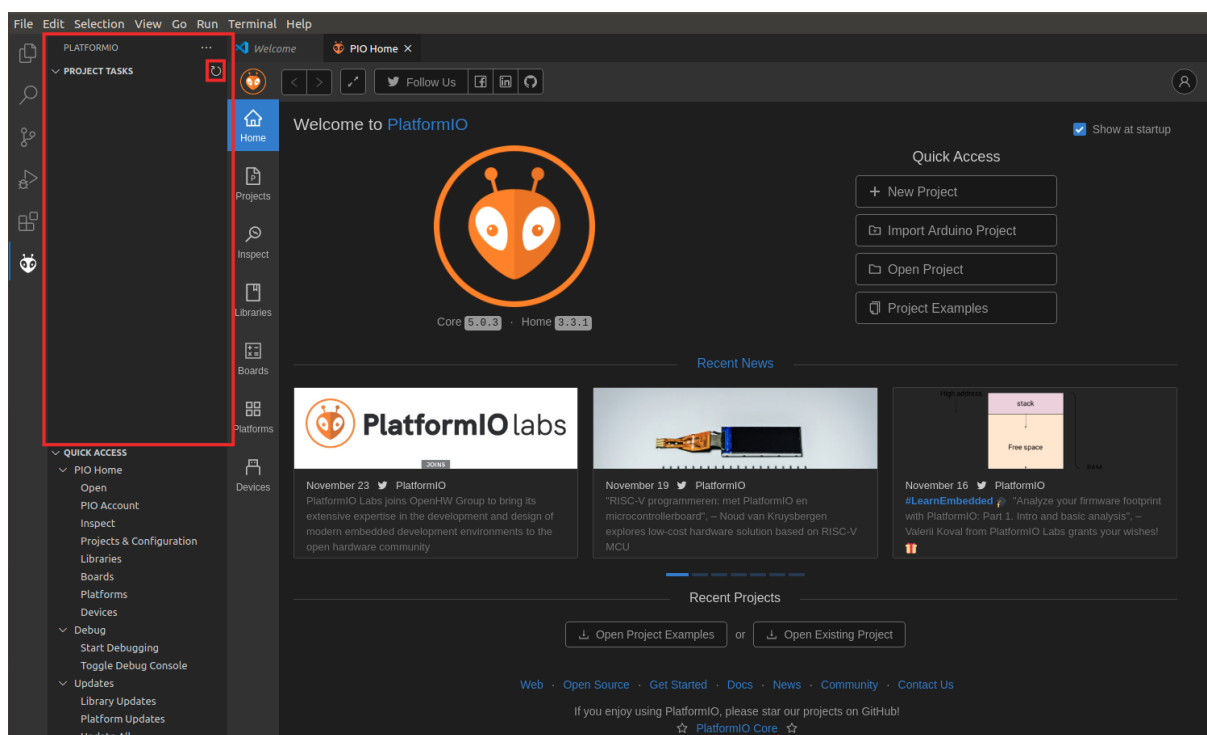 File Edit Selection View Go Run Terminal Help
PLATFORMIO ...
PROJECT TASKS
Welcome
PIO Home
Follow Us
Home
Projects
Inspect
Libraries
Boards
Platforms
Devices
Welcome to PlatformIO
Show at startup
Core 5.0.3 · Home 3.3.1
Quick Access
New Project
Import Arduino Project
Open Project
Project Examples
Recent News
PlatformIO labs
JOINS
November 23 PlatformIO
PlatformIO Labs joins OpenHW Group to bring its
extensive expertise in the development and design of
modern embedded development environments to the
open hardware community
November 19 PlatformIO
"RISC-V programmeren: met PlatformIO en
microcontrollerboard", – Noud van Kruysbergen
explores low-cost hardware solution based on RISC-V
MCU
High address
stack
Free space
November 16 PlatformIO
#LearnEmbedded "Analyze your firmware footprint
with PlatformIO: Part 1. Intro and basic analysis", –
Valerii Koval from PlatformIO Labs grants your wishes!
Recent Projects
Open Project Examples or Open Existing Project
Web · Open Source · Get Started · Docs · News · Community · Contact Us
If you enjoy using PlatformIO, please star our projects on GitHub!
PlatformIO Core
QUICK ACCESS
PIO Home
Open
PIO Account
Inspect
Projects & Configuration
Libraries
Boards
Platforms
Devices
Debug
Start Debugging
Toggle Debug Console
Updates
Library Updates
Platform Updates
Update All